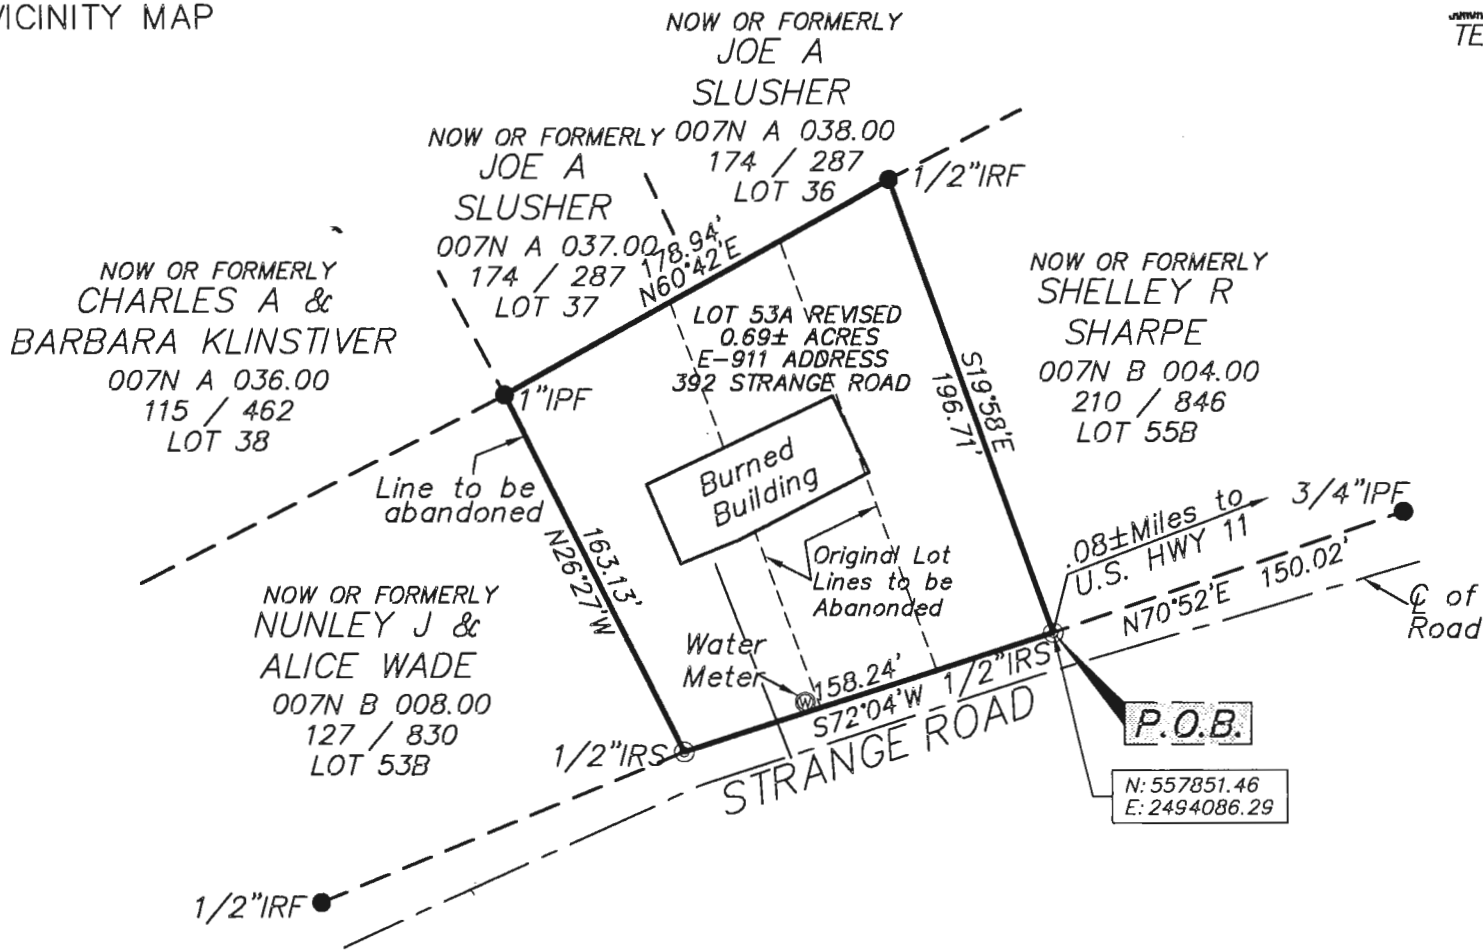 VICINITY MAP
TE
NOW OR FORMERLY
JOE A
SLUSHER
007N A 038.00
174 / 287
LOT 36
NOW OR FORMERLY
JOE A
SLUSHER
007N A 037.00
174 / 287
LOT 37
1/2"IRF
178.94'
N60°42'E
NOW OR FORMERLY
CHARLES A &
BARBARA KLINSTIVER
007N A 036.00
115 / 462
LOT 38
NOW OR FORMERLY
SHELLEY R
SHARPE
007N B 004.00
210 / 846
LOT 55B
LOT 53A REVISED
0.69± ACRES
E-911 ADDRESS
392 STRANGE ROAD
1"IPF
S19°58'E
196.71'
Line to be
abandoned
Burned
Building
163.13'
N26°27'W
Original Lot
Lines to be
Abanonded
.08±Miles to
U.S. HWY 11
3/4"IPF
N70°52'E 150.02'
₵ of
Road
NOW OR FORMERLY
NUNLEY J &
ALICE WADE
007N B 008.00
127 / 830
LOT 53B
Water
Meter
W
158.24'
S72°04'W
1/2"IRS
1/2"IRS
STRANGE ROAD
P.O.B.
N: 557851.46
E: 2494086.29
1/2"IRF